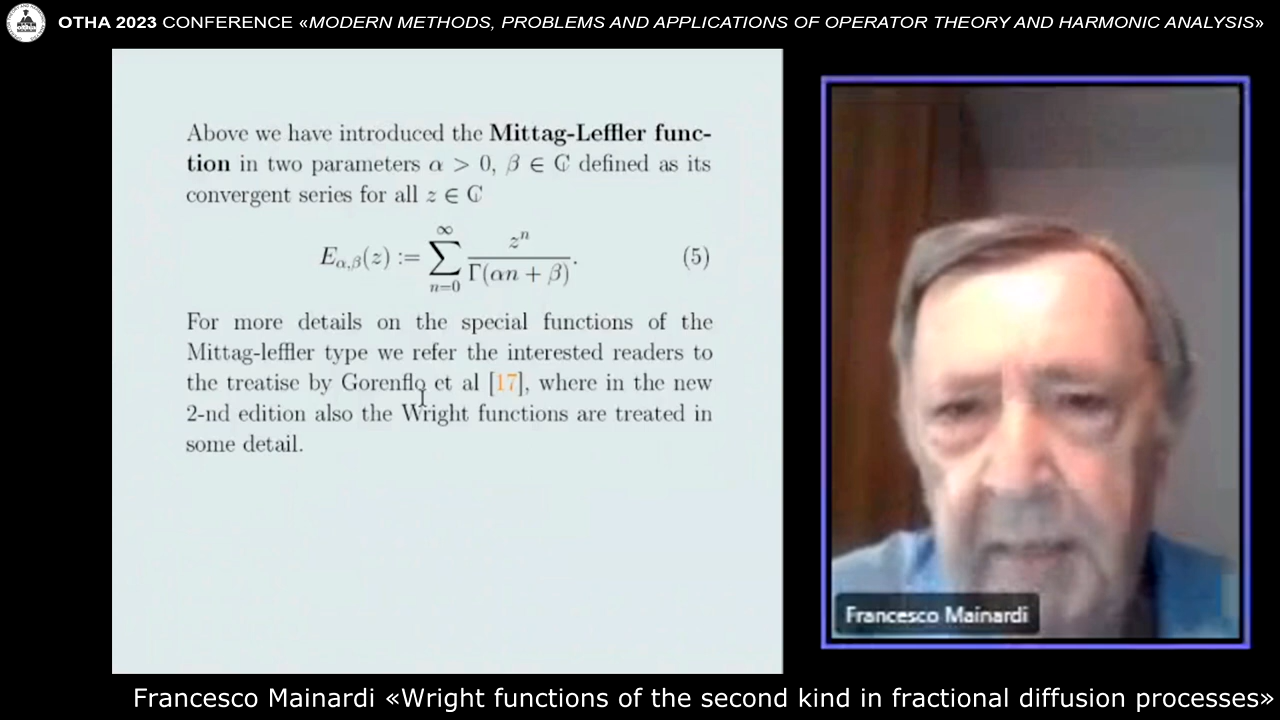 OTHA 2023 CONFERENCE «MODERN METHODS, PROBLEMS AND APPLICATIONS OF OPERATOR THEORY AND HARMONIC ANALYSIS»
Above we have introduced the Mittag-Leffler func-
tion in two parameters α > 0, β ∈ ℂ defined as its
convergent series for all z ∈ ℂ
E_{α,β}(z) := ∑_{n=0}^{∞} z^n / Γ(αn + β). (5)
For more details on the special functions of the
Mittag-leffler type we refer the interested readers to
the treatise by Gorenflo et al [17], where in the new
2-nd edition also the Wright functions are treated in
some detail.
Francesco Mainardi
Francesco Mainardi «Wright functions of the second kind in fractional diffusion processes»